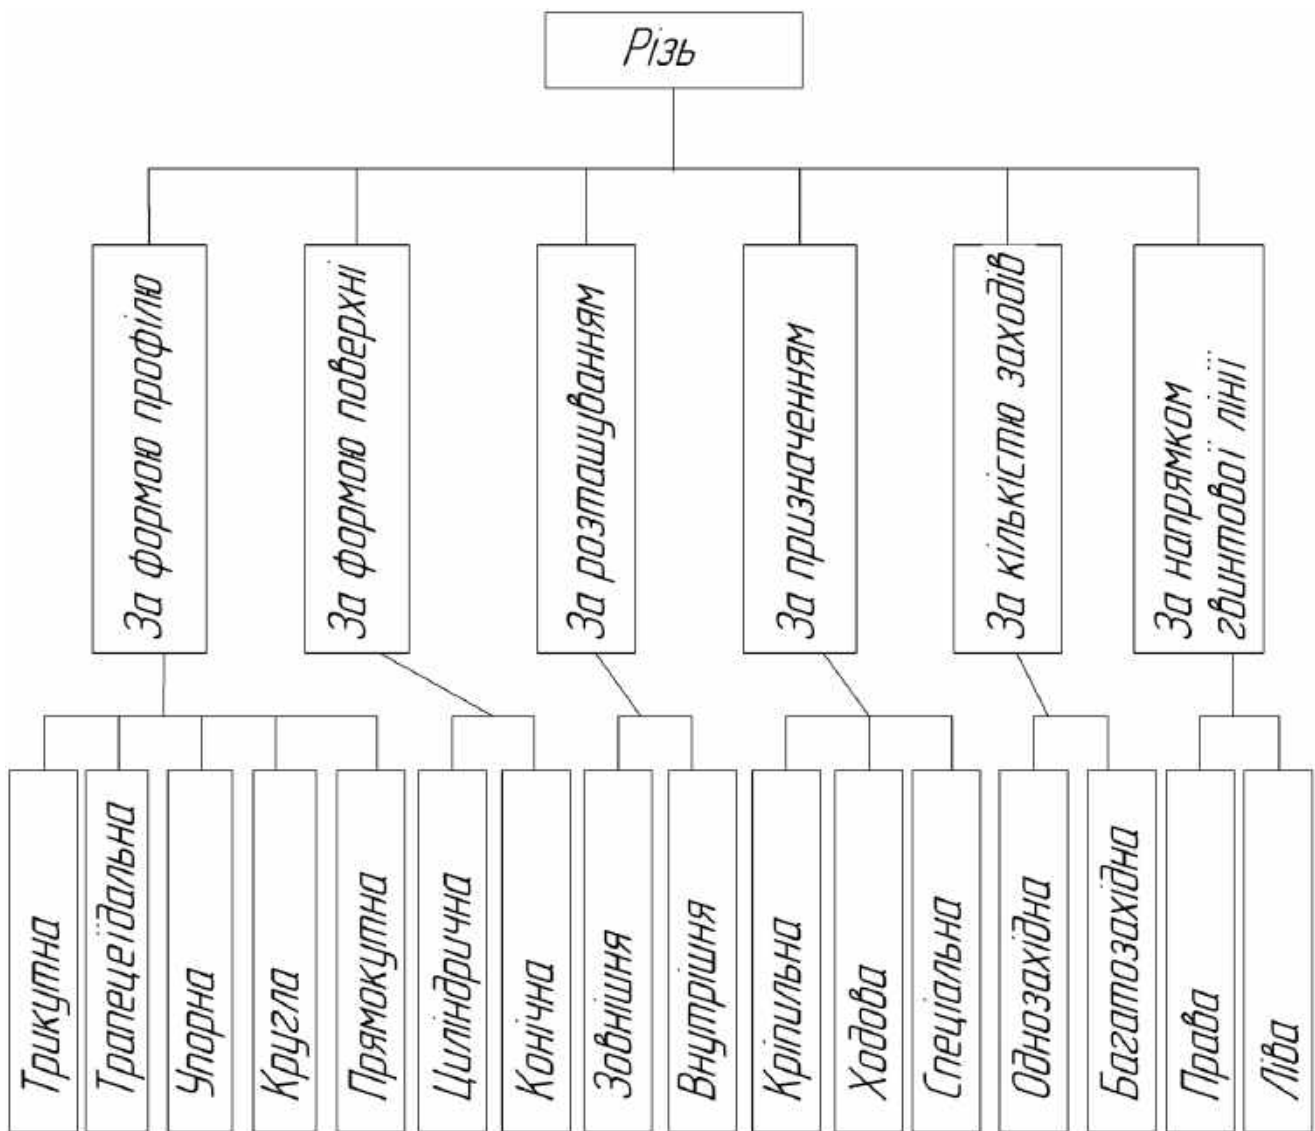 Різь
За формою профілю
За формою поверхні
За розташуванням
За призначенням
За кількістю заходів
За напрямком
гвинтової лінії
Трикутна
Трапецеїдальна
Упорна
Кругла
Прямокутна
Циліндрична
Конічна
Зовнішня
Внутрішня
Кріпильна
Ходова
Спеціальна
Однозахідна
Багатозахідна
Права
Ліва